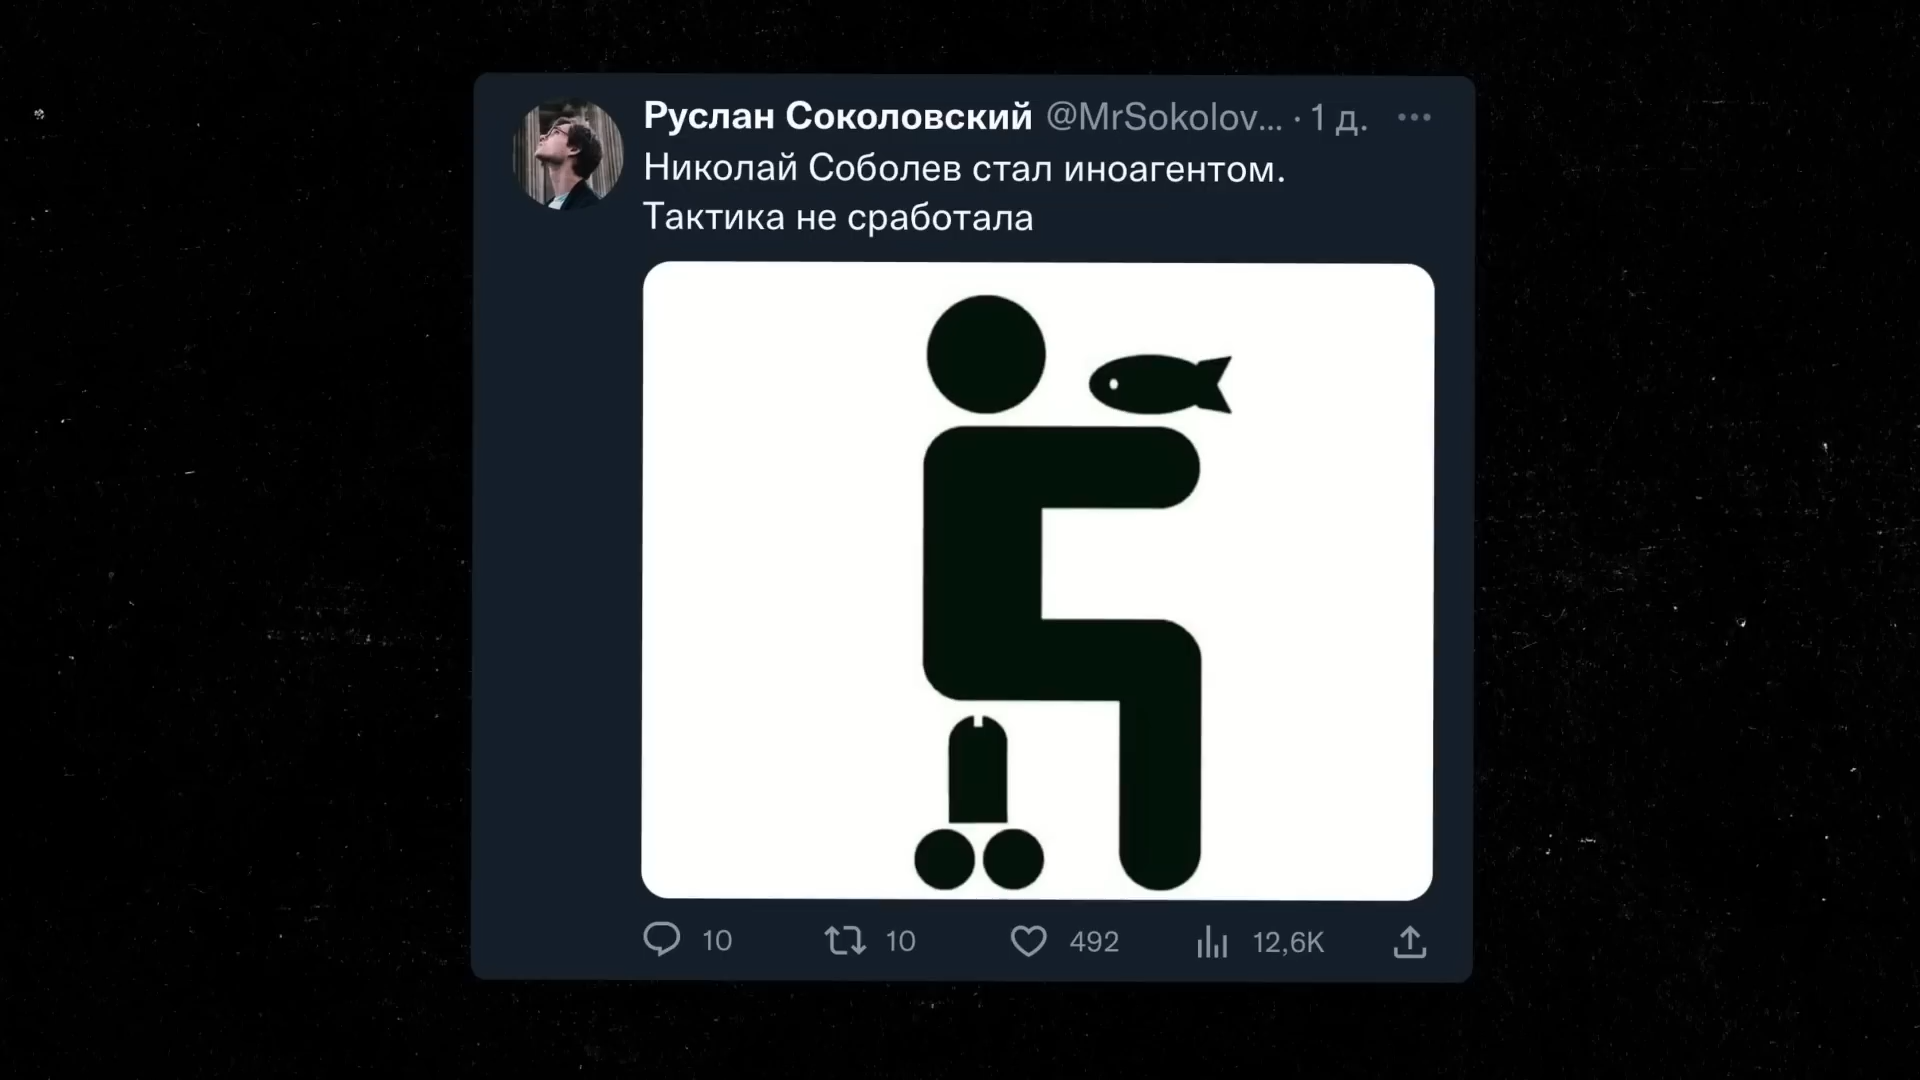 Руслан Соколовский @MrSokolov... · 1 д.
Николай Соболев стал иноагентом.
Тактика не сработала
10 10 492 12,6K